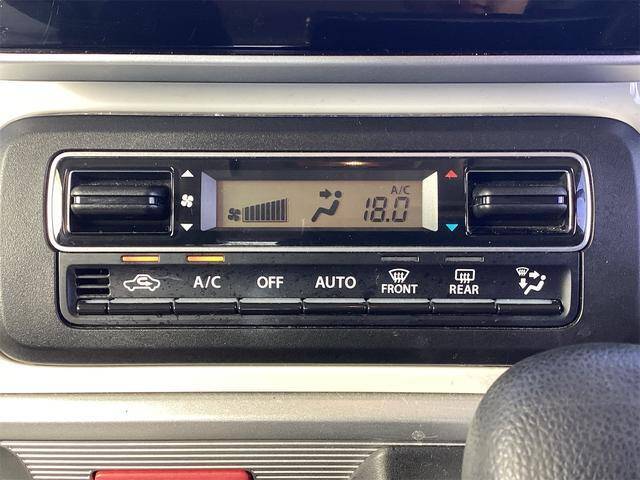 A/C
18.0
A/C OFF AUTO FRONT REAR